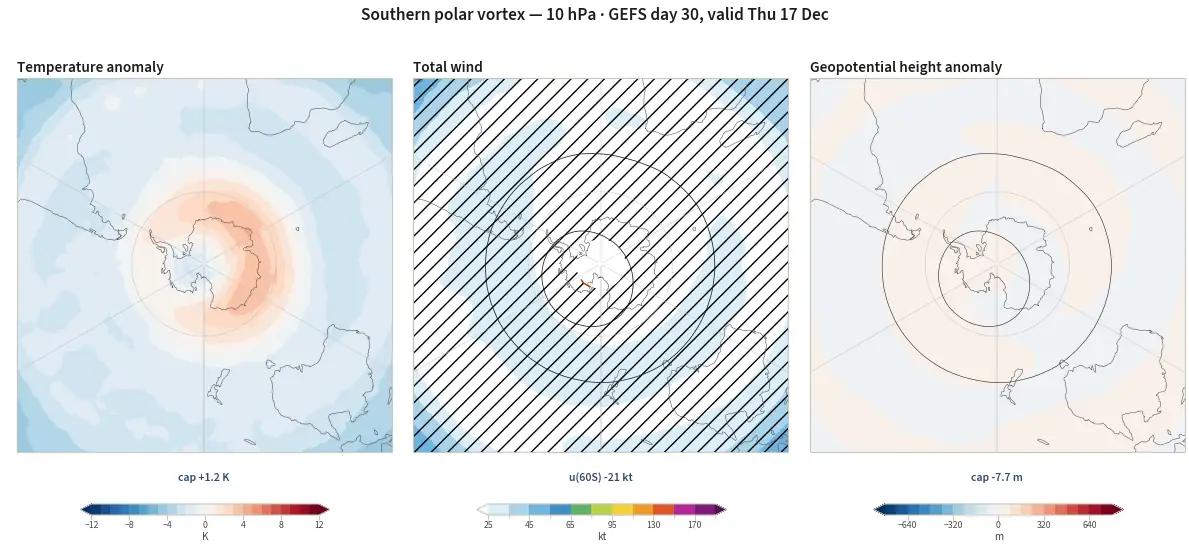 Southern polar vortex — 10 hPa · GEFS day 30, valid Thu 17 Dec
Temperature anomaly
Total wind
Geopotential height anomaly
cap +1.2 K
u(60S) -21 kt
cap -7.7 m
−12 −8 −4 0 4 8 12
K
25 45 65 95 130 170
kt
−640 −320 0 320 640
m